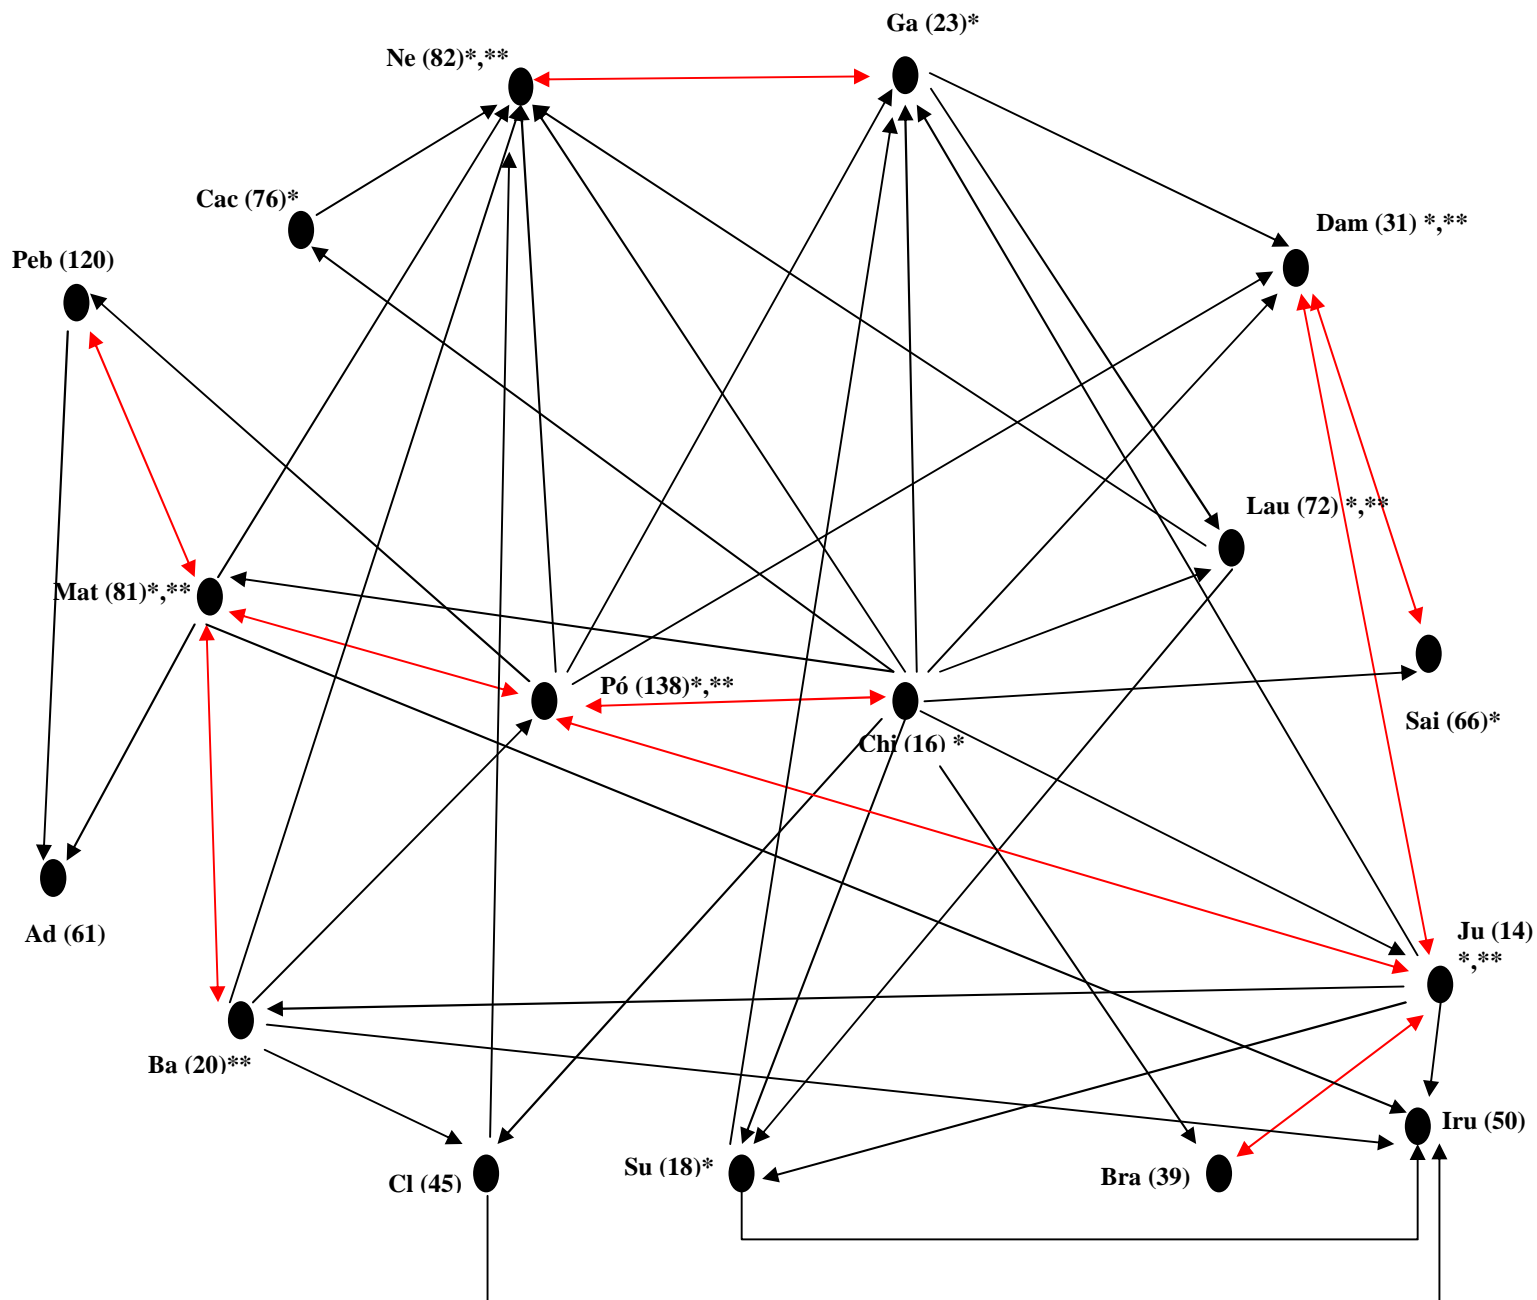 Ga (23)*
Ne (82)*,**
Cac (76)*
Dam (31) *,**
Peb (120)
Lau (72) *,**
Mat (81)*,**
Pó (138)*,**
Sai (66)*
Chi (16) *
Ad (61)
Ju (14)
*,**
Ba (20)**
Iru (50)
Su (18)*
Bra (39)
Cl (45)